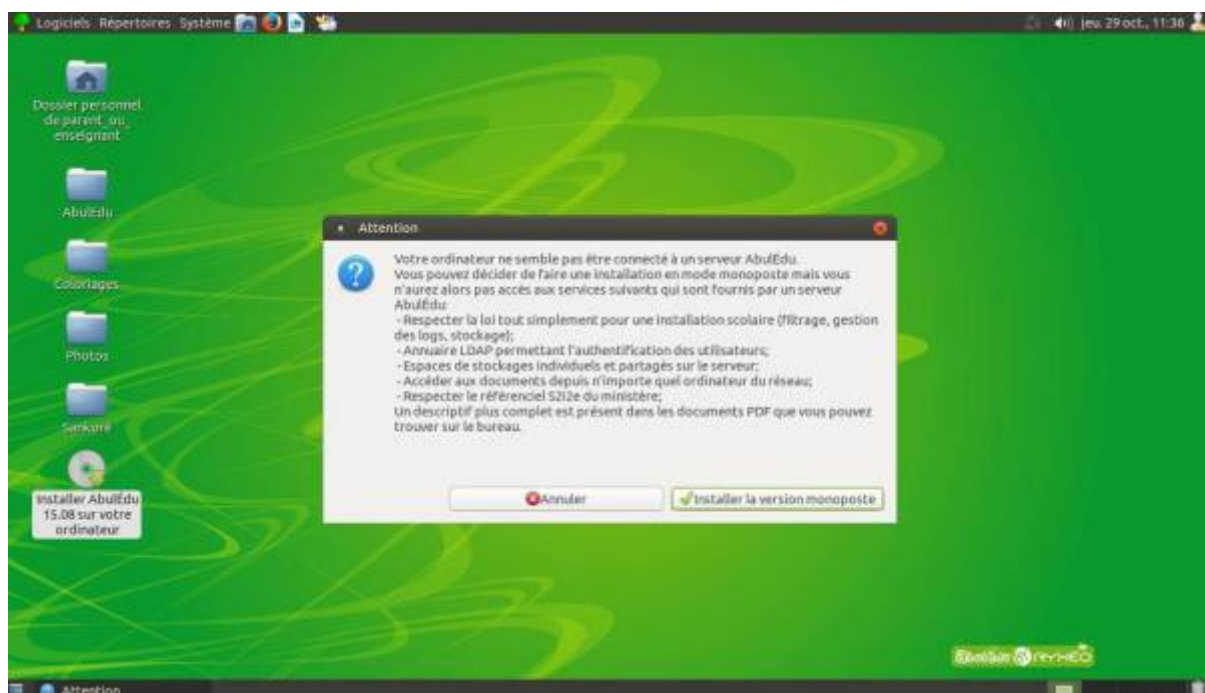 Logiciels Répertoires Système
jeu. 29 oct., 11:36
Dossier personnel
de parent_ou_
enseignant
AbulEdu
Coloriages
Photos
Sankoré
Installer AbulÉdu
15.08 sur votre
ordinateur
Attention
Votre ordinateur ne semble pas être connecté à un serveur AbulÉdu.
Vous pouvez décider de faire une installation en mode monoposte mais vous
n'aurez alors pas accès aux services suivants qui sont fournis par un serveur
AbulÉdu:
- Respecter la loi tout simplement pour une installation scolaire (filtrage, gestion
des logs, stockage);
- Annuaire LDAP permettant l'authentification des utilisateurs;
- Espaces de stockages individuels et partagés sur le serveur;
- Accéder aux documents depuis n'importe quel ordinateur du réseau;
- Respecter le référenciel S2i2e du ministère;
Un descriptif plus complet est présent dans les documents PDF que vous pouvez
trouver sur le bureau.
Annuler
Installer la version monoposte
RYXEO
Attention